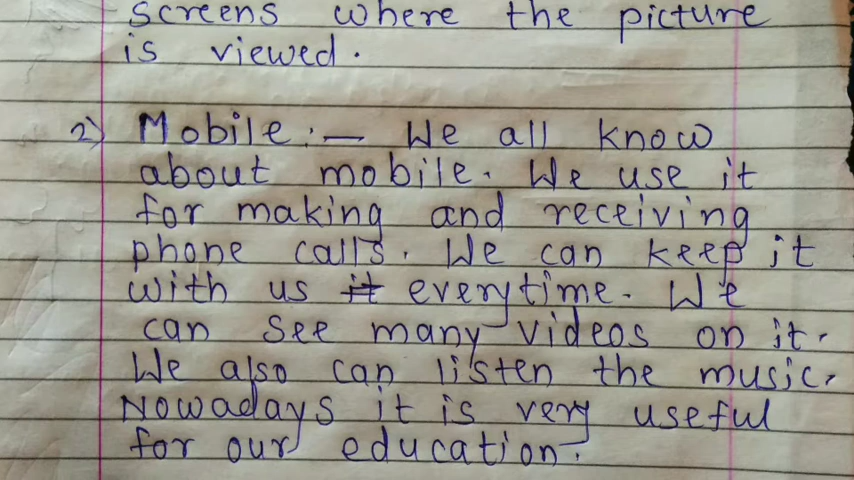 screens where the picture
is viewed.
2) Mobile:— We all know
about mobile. We use it
for making and receiving
phone calls. We can keep it
with us it everytime. We
can see many videos on it.
We also can listen the music.
Nowadays it is very useful
for our education.